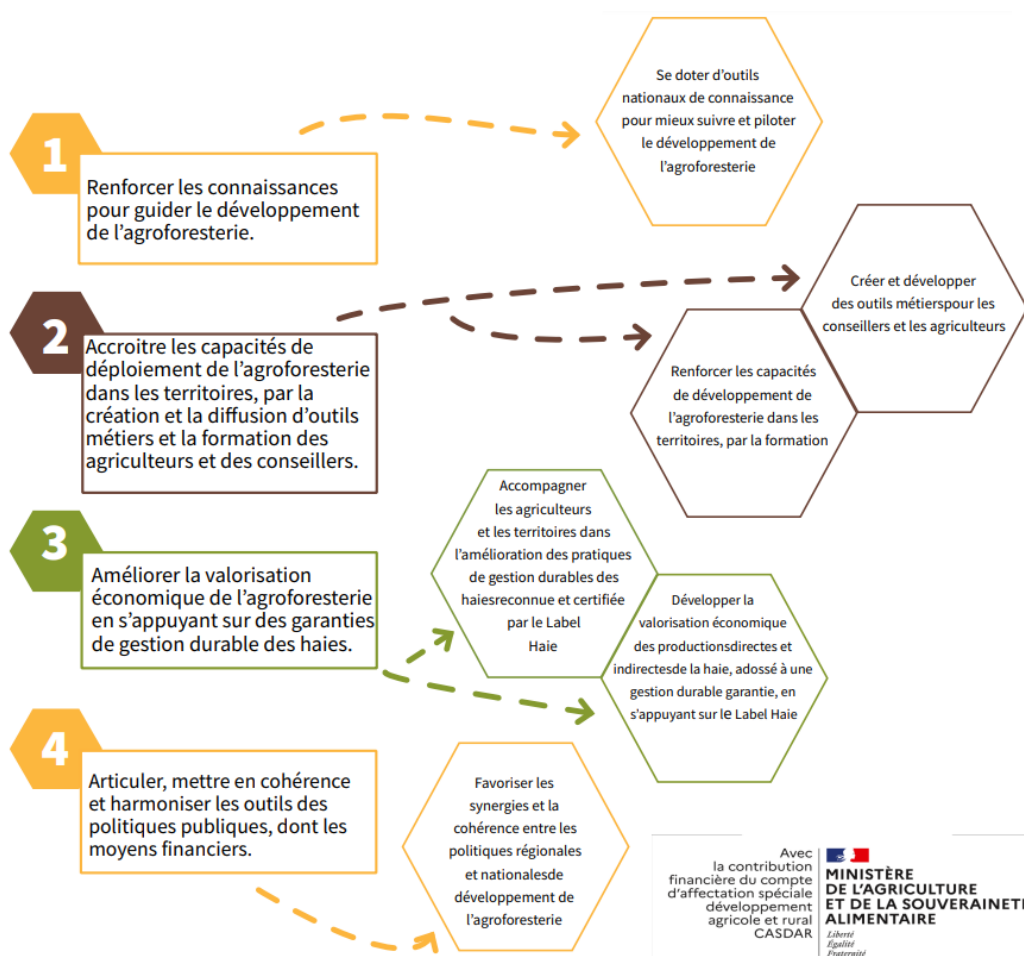 1
Renforcer les connaissances
pour guider le développement
de l’agroforesterie.
Se doter d’outils
nationaux de connaissance
pour mieux suivre et piloter
le développement de
l’agroforesterie
2
Accroitre les capacités de
déploiement de l’agroforesterie
dans les territoires, par la
création et la diffusion d’outils
métiers et la formation des
agriculteurs et des conseillers.
Créer et développer
des outils métierspour les
conseillers et les agriculteurs
Renforcer les capacités
de développement de
l’agroforesterie dans les
territoires, par la formation
3
Améliorer la valorisation
économique de l’agroforesterie
en s’appuyant sur des garanties
de gestion durable des haies.
Accompagner
les agriculteurs
et les territoires dans
l’amélioration des pratiques
de gestion durables des
haiesreconnue et certifiée
par le Label
Haie
Développer la
valorisation économique
des productionsdirectes et
indirectesde la haie, adossé à une
gestion durable garantie, en
s’appuyant sur le Label Haie
4
Articuler, mettre en cohérence
et harmoniser les outils des
politiques publiques, dont les
moyens financiers.
Favoriser les
synergies et la
cohérence entre les
politiques régionales
et nationalesde
développement de
l’agroforesterie
Avec
la contribution
financière du compte
d’affectation spéciale
développement
agricole et rural
CASDAR
MINISTÈRE
DE L’AGRICULTURE
ET DE LA SOUVERAINETÉ
ALIMENTAIRE
Liberté
Égalité
Fraternité